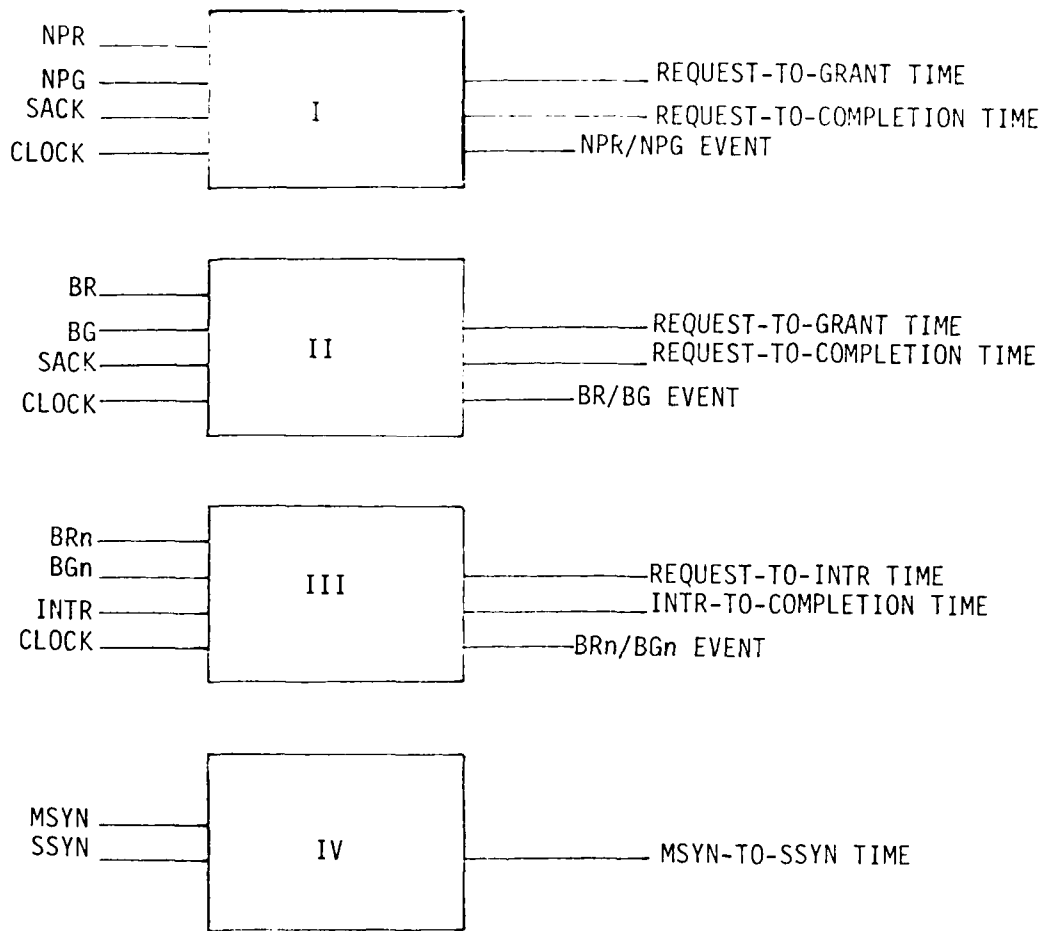 NPR
NPG
SACK
CLOCK
I
REQUEST-TO-GRANT TIME
REQUEST-TO-COMPLETION TIME
NPR/NPG EVENT
BR
BG
SACK
CLOCK
II
REQUEST-TO-GRANT TIME
REQUEST-TO-COMPLETION TIME
BR/BG EVENT
BRn
BGn
INTR
CLOCK
III
REQUEST-TO-INTR TIME
INTR-TO-COMPLETION TIME
BRn/BGn EVENT
MSYN
SSYN
IV
MSYN-TO-SSYN TIME